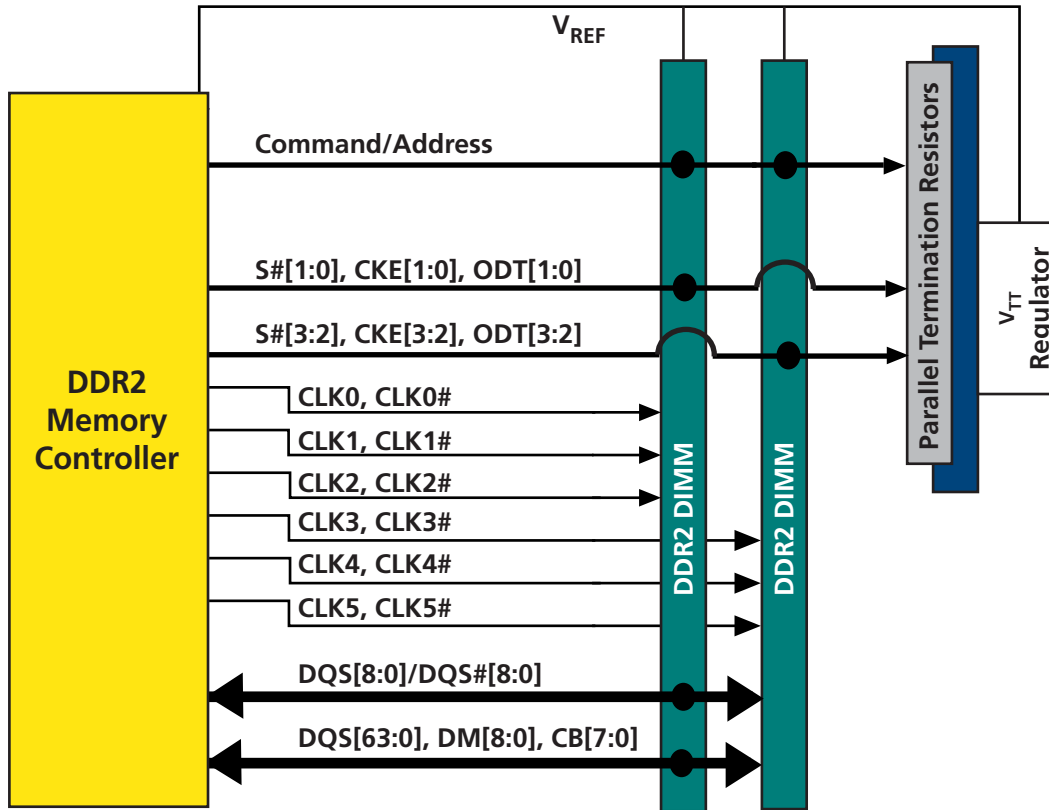 V_REF
Command/Address
S#[1:0], CKE[1:0], ODT[1:0]
S#[3:2], CKE[3:2], ODT[3:2]
DDR2
Memory
Controller
CLK0, CLK0#
CLK1, CLK1#
CLK2, CLK2#
CLK3, CLK3#
CLK4, CLK4#
CLK5, CLK5#
DQS[8:0]/DQS#[8:0]
DQS[63:0], DM[8:0], CB[7:0]
DDR2 DIMM
DDR2 DIMM
Parallel Termination Resistors
V_TT
Regulator